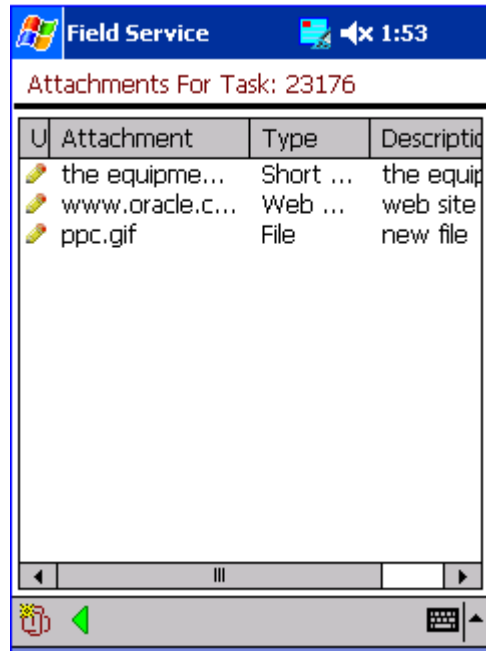 Field Service 1:53
Attachments For Task: 23176
U Attachment Type Descriptio
the equipme... Short ... the equip
www.oracle.c... Web ... web site
ppc.gif File new file